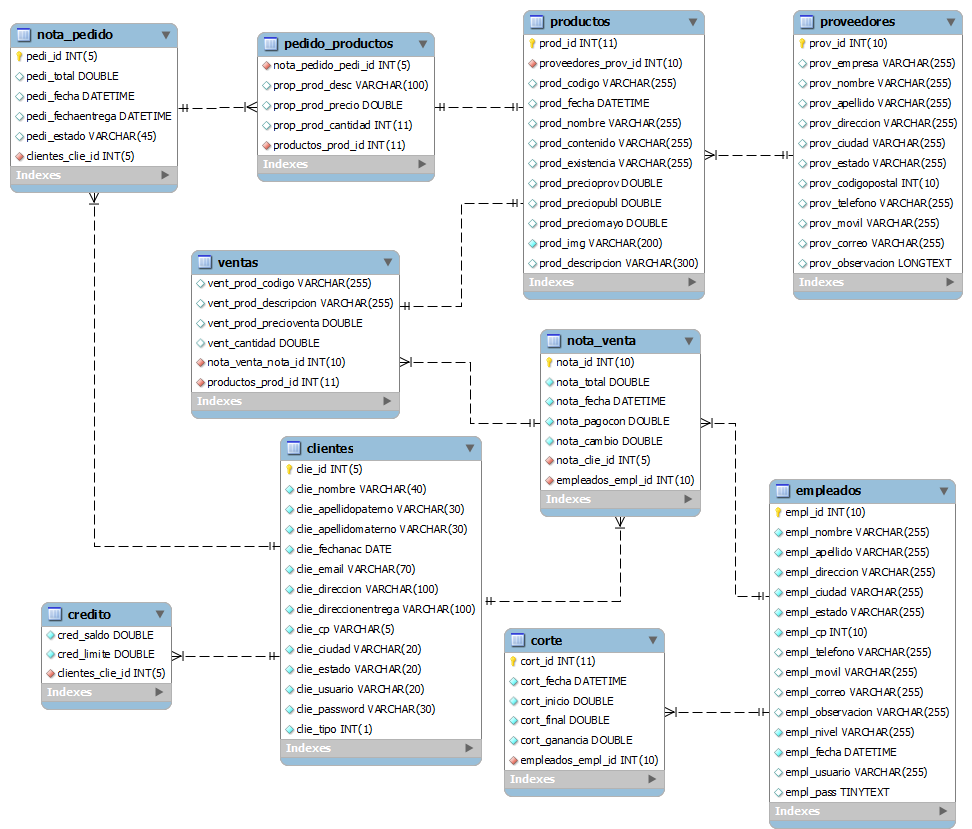 nota_pedido
pedi_id INT(5)
pedi_total DOUBLE
pedi_fecha DATETIME
pedi_fechaentrega DATETIME
pedi_estado VARCHAR(45)
clientes_clie_id INT(5)
Indexes
pedido_productos
nota_pedido_pedi_id INT(5)
prop_prod_desc VARCHAR(100)
prop_prod_precio DOUBLE
prop_prod_cantidad INT(11)
productos_prod_id INT(11)
Indexes
productos
prod_id INT(11)
proveedores_prov_id INT(10)
prod_codigo VARCHAR(255)
prod_fecha DATETIME
prod_nombre VARCHAR(255)
prod_contenido VARCHAR(255)
prod_existencia VARCHAR(255)
prod_precioprov DOUBLE
prod_preciopubl DOUBLE
prod_preciomayo DOUBLE
prod_img VARCHAR(200)
prod_descripcion VARCHAR(300)
Indexes
proveedores
prov_id INT(10)
prov_empresa VARCHAR(255)
prov_nombre VARCHAR(255)
prov_apellido VARCHAR(255)
prov_direccion VARCHAR(255)
prov_ciudad VARCHAR(255)
prov_estado VARCHAR(255)
prov_codigopostal INT(10)
prov_telefono VARCHAR(255)
prov_movil VARCHAR(255)
prov_correo VARCHAR(255)
prov_observacion LONGTEXT
Indexes
ventas
vent_prod_codigo VARCHAR(255)
vent_prod_descripcion VARCHAR(255)
vent_prod_precioventa DOUBLE
vent_cantidad DOUBLE
nota_venta_nota_id INT(10)
productos_prod_id INT(11)
Indexes
nota_venta
nota_id INT(10)
nota_total DOUBLE
nota_fecha DATETIME
nota_pagocon DOUBLE
nota_cambio DOUBLE
nota_clie_id INT(5)
empleados_empl_id INT(10)
Indexes
clientes
clie_id INT(5)
clie_nombre VARCHAR(40)
clie_apellidopaterno VARCHAR(30)
clie_apellidomaterno VARCHAR(30)
clie_fechanac DATE
clie_email VARCHAR(70)
clie_direccion VARCHAR(100)
clie_direccionentrega VARCHAR(100)
clie_cp VARCHAR(5)
clie_ciudad VARCHAR(20)
clie_estado VARCHAR(20)
clie_usuario VARCHAR(20)
clie_password VARCHAR(30)
clie_tipo INT(1)
Indexes
empleados
empl_id INT(10)
empl_nombre VARCHAR(255)
empl_apellido VARCHAR(255)
empl_direccion VARCHAR(255)
empl_ciudad VARCHAR(255)
empl_estado VARCHAR(255)
empl_cp INT(10)
empl_telefono VARCHAR(255)
empl_movil VARCHAR(255)
empl_correo VARCHAR(255)
empl_observacion VARCHAR(255)
empl_nivel VARCHAR(255)
empl_fecha DATETIME
empl_usuario VARCHAR(255)
empl_pass TINYTEXT
Indexes
credito
cred_saldo DOUBLE
cred_limite DOUBLE
clientes_clie_id INT(5)
Indexes
corte
cort_id INT(11)
cort_fecha DATETIME
cort_inicio DOUBLE
cort_final DOUBLE
cort_ganancia DOUBLE
empleados_empl_id INT(10)
Indexes